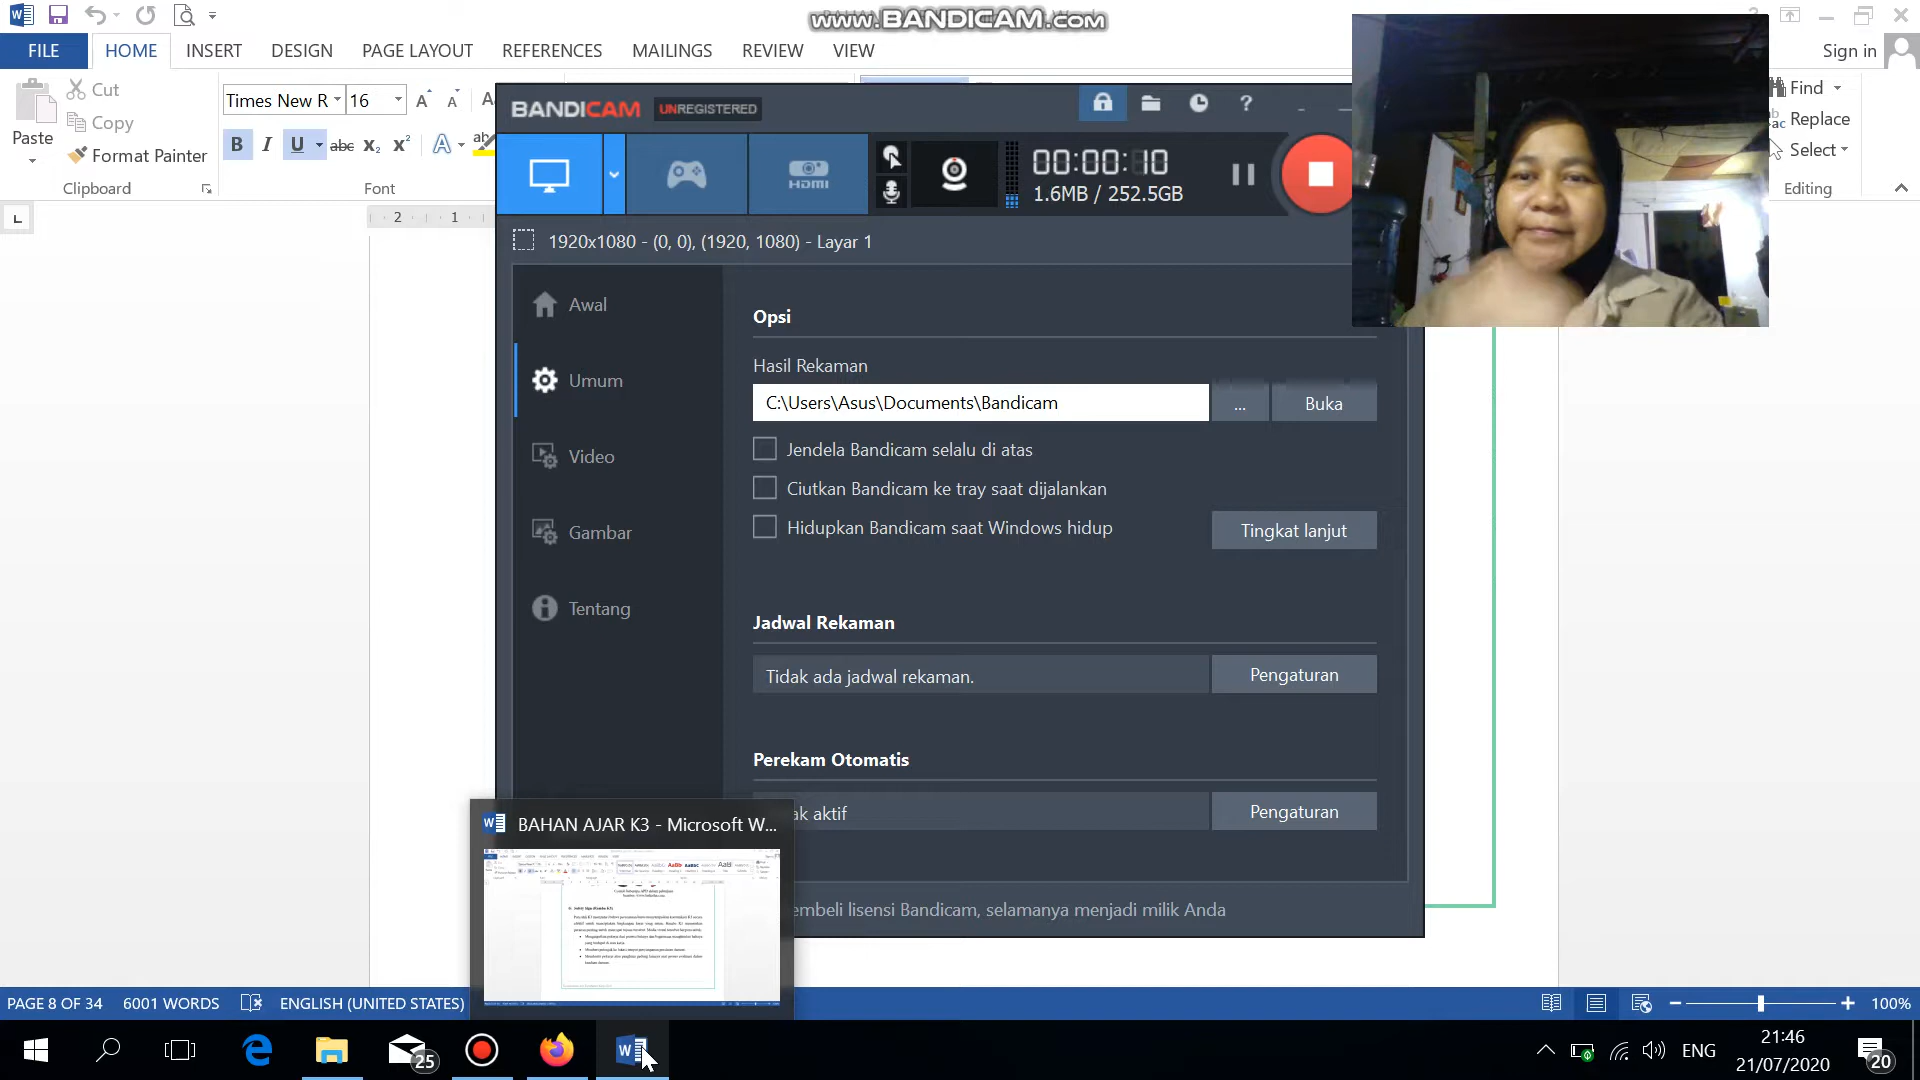 www.BANDICAM.com
FILE
HOME
INSERT
DESIGN
PAGE LAYOUT
REFERENCES
MAILINGS
REVIEW
VIEW
Sign in
Paste
Cut
Copy
Format Painter
Clipboard
Times New R
16
B I U abc X₂ X²
Font
Find
Replace
Select
Editing
BANDICAM UNREGISTERED
HDMI
00:00:10
1.6MB / 252.5GB
2 1
1920x1080 - (0, 0), (1920, 1080) - Layar 1
Awal
Umum
Video
Gambar
Tentang
Opsi
Hasil Rekaman
C:\Users\Asus\Documents\Bandicam
...
Buka
Jendela Bandicam selalu di atas
Ciutkan Bandicam ke tray saat dijalankan
Hidupkan Bandicam saat Windows hidup
Tingkat lanjut
Jadwal Rekaman
Tidak ada jadwal rekaman.
Pengaturan
Perekam Otomatis
aktif
Pengaturan
lisensi Bandicam, selamanya menjadi milik Anda
BAHAN AJAR K3 - Microsoft W...
PAGE 8 OF 34
6001 WORDS
ENGLISH (UNITED STATES)
100%
25
ENG
21:46
21/07/2020
20